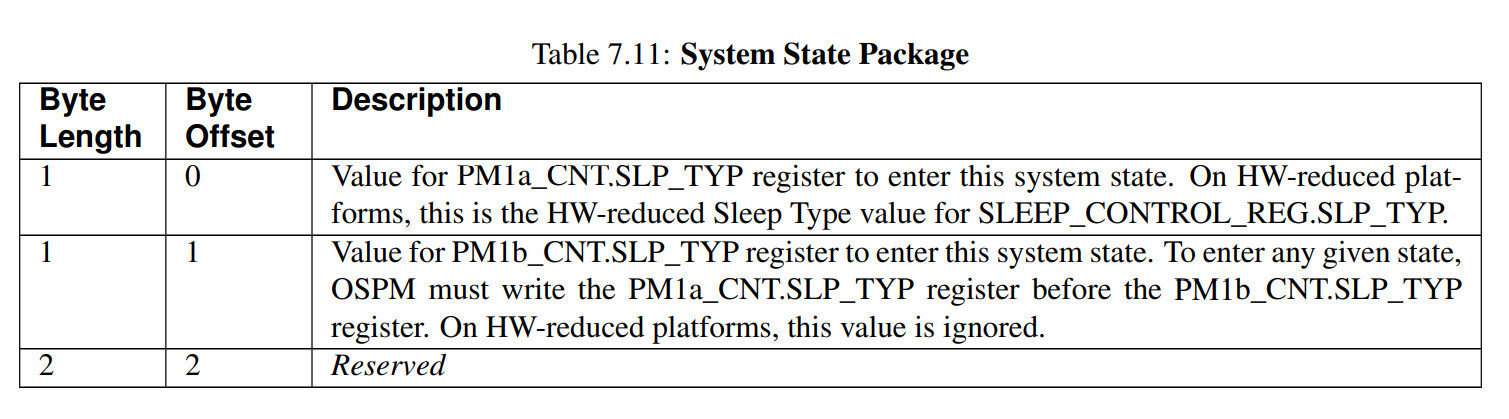 Table 7.11: System State Package
Byte Length Byte Offset Description
1 0 Value for PM1a_CNT.SLP_TYP register to enter this system state. On HW-reduced plat-
forms, this is the HW-reduced Sleep Type value for SLEEP_CONTROL_REG.SLP_TYP.
1 1 Value for PM1b_CNT.SLP_TYP register to enter this system state. To enter any given state,
OSPM must write the PM1a_CNT.SLP_TYP register before the PM1b_CNT.SLP_TYP
register. On HW-reduced platforms, this value is ignored.
2 2 Reserved